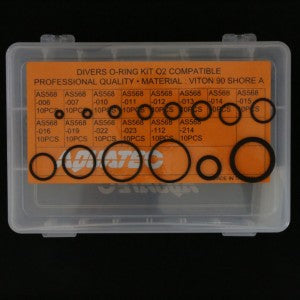 DIVERS O-RING KIT O2 COMPATIBLE
PROFESSIONAL QUALITY • MATERIAL : VITON 90 SHORE A
AS568 AS568 AS568 AS568 AS568 AS568 AS568 AS568
-006 -007 -010 -011 -012 -013 -014 -015
10PCS 10PCS 10PCS 10PCS 10PCS 10PCS 10PCS 10PCS
AS568 AS568 AS568 AS568 AS568 AS568
-016 -019 -022 -023 -112 -214
10PCS 10PCS 10PCS 10PCS 10PCS 10PCS
AQUATEC